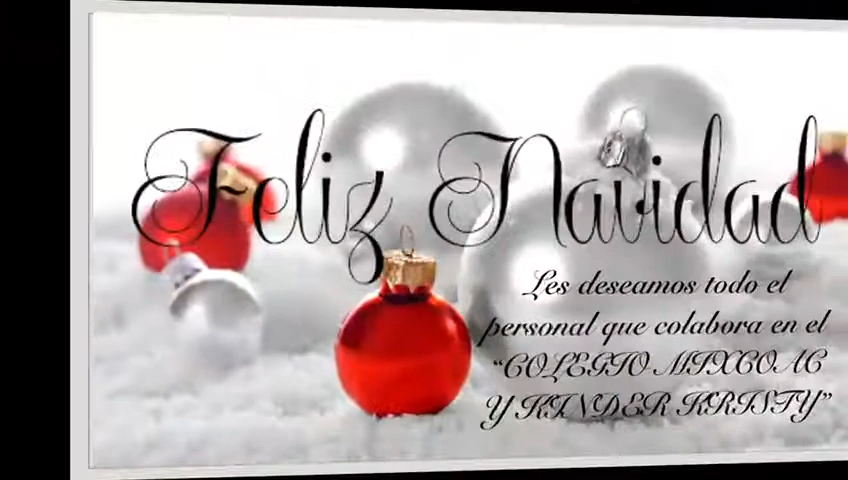 Feliz Navidad
Les deseamos todo el
personal que colabora en el
“COLEGIO MIXCOAC
Y KINDER KRISTY”